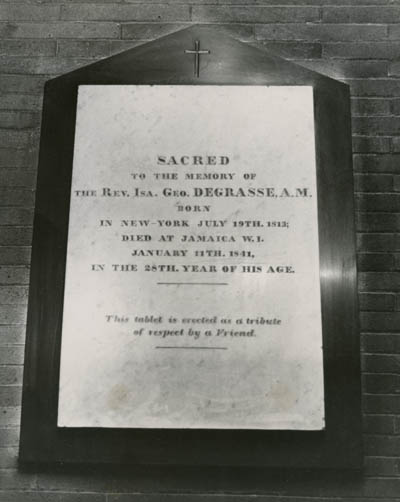 SACRED
TO THE MEMORY OF
THE REV. ISA. GEO. DEGRASSE, A.M.
BORN
IN NEW-YORK JULY 19TH. 1813;
DIED AT JAMAICA W.I.
JANUARY 11TH. 1841,
IN THE 28TH. YEAR OF HIS AGE.
This tablet is erected as a tribute
of respect by a Friend.